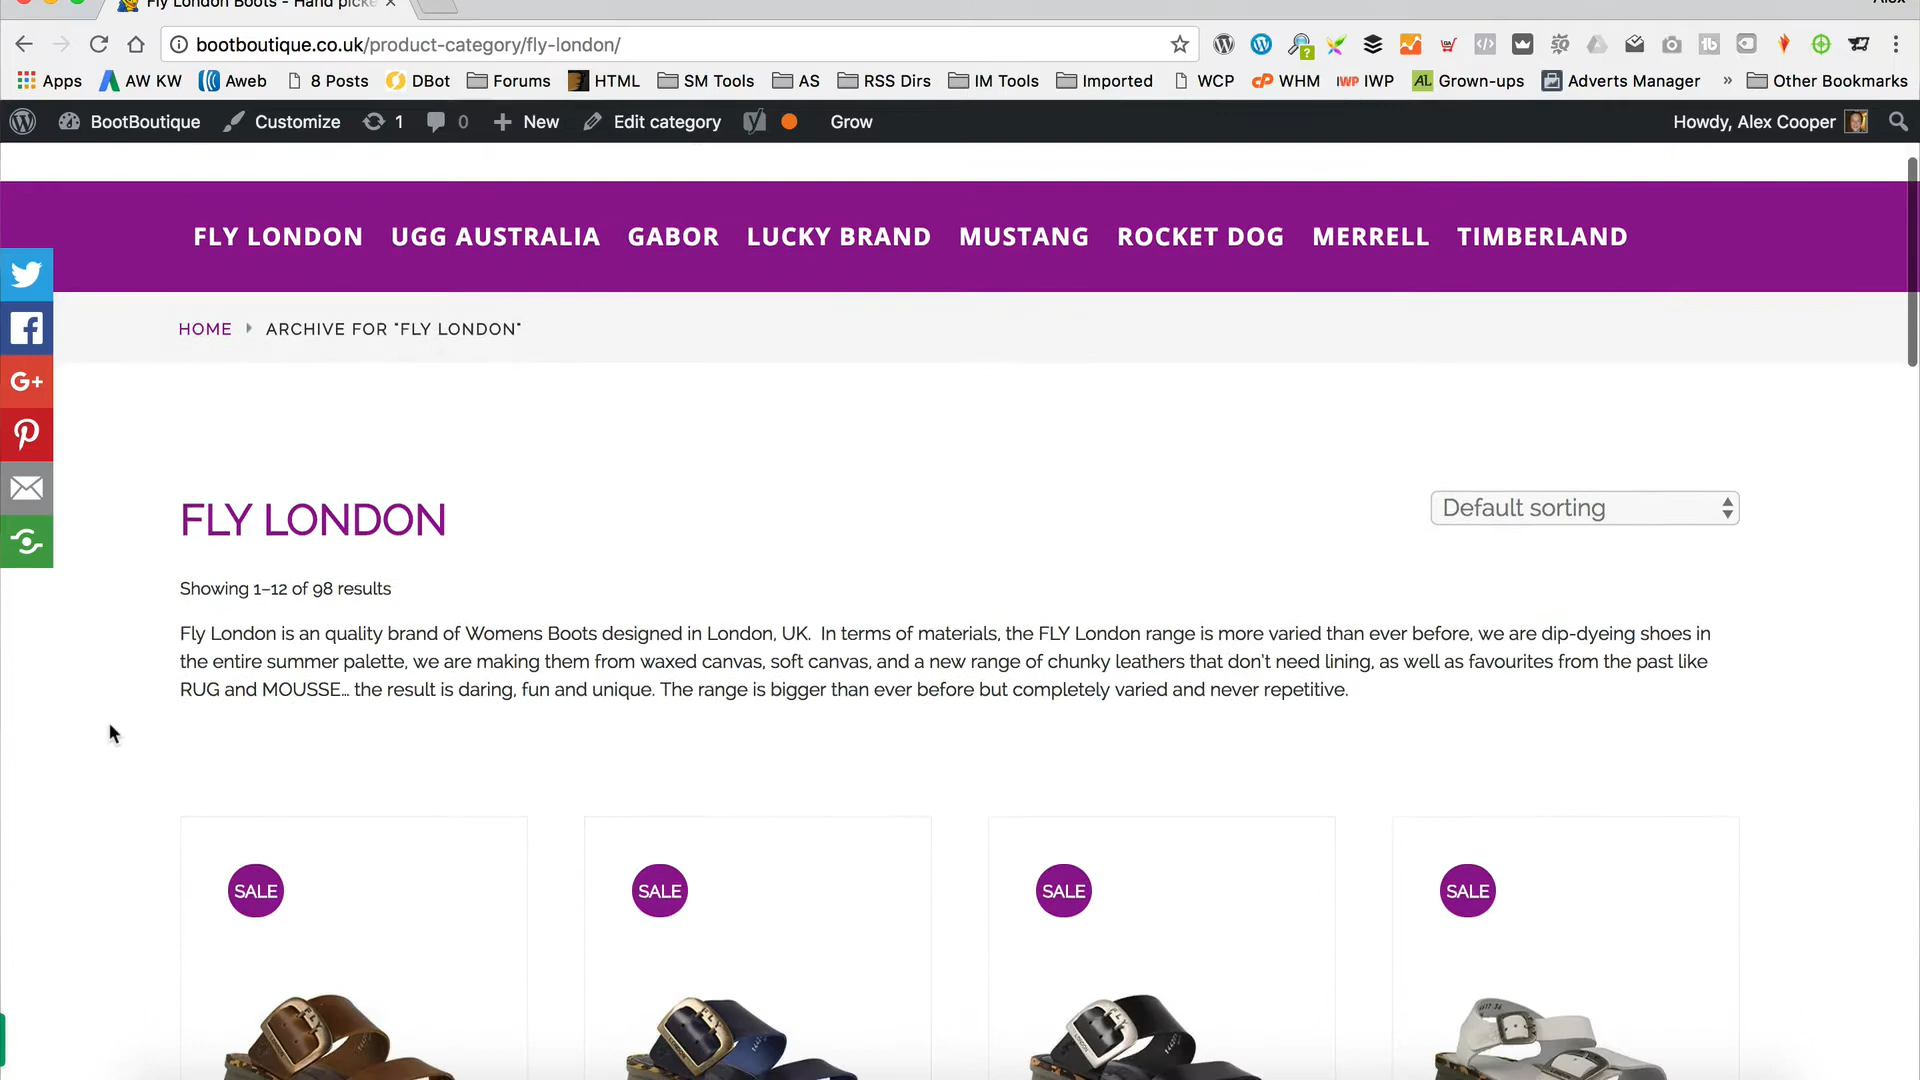 Fly London Boots - Hand picke
Alex
bootboutique.co.uk/product-category/fly-london/
Apps AW KW Aweb 8 Posts DBot Forums HTML SM Tools AS RSS Dirs IM Tools Imported WCP WHM IWP Grown-ups Adverts Manager » Other Bookmarks
BootBoutique Customize 1 0 New Edit category Grow Howdy, Alex Cooper
FLY LONDON UGG AUSTRALIA GABOR LUCKY BRAND MUSTANG ROCKET DOG MERRELL TIMBERLAND
HOME ARCHIVE FOR "FLY LONDON"
FLY LONDON
Default sorting
Showing 1–12 of 98 results
Fly London is an quality brand of Womens Boots designed in London, UK. In terms of materials, the FLY London range is more varied than ever before, we are dip-dyeing shoes in
the entire summer palette, we are making them from waxed canvas, soft canvas, and a new range of chunky leathers that don't need lining, as well as favourites from the past like
RUG and MOUSSE… the result is daring, fun and unique. The range is bigger than ever before but completely varied and never repetitive.
SALE SALE SALE SALE